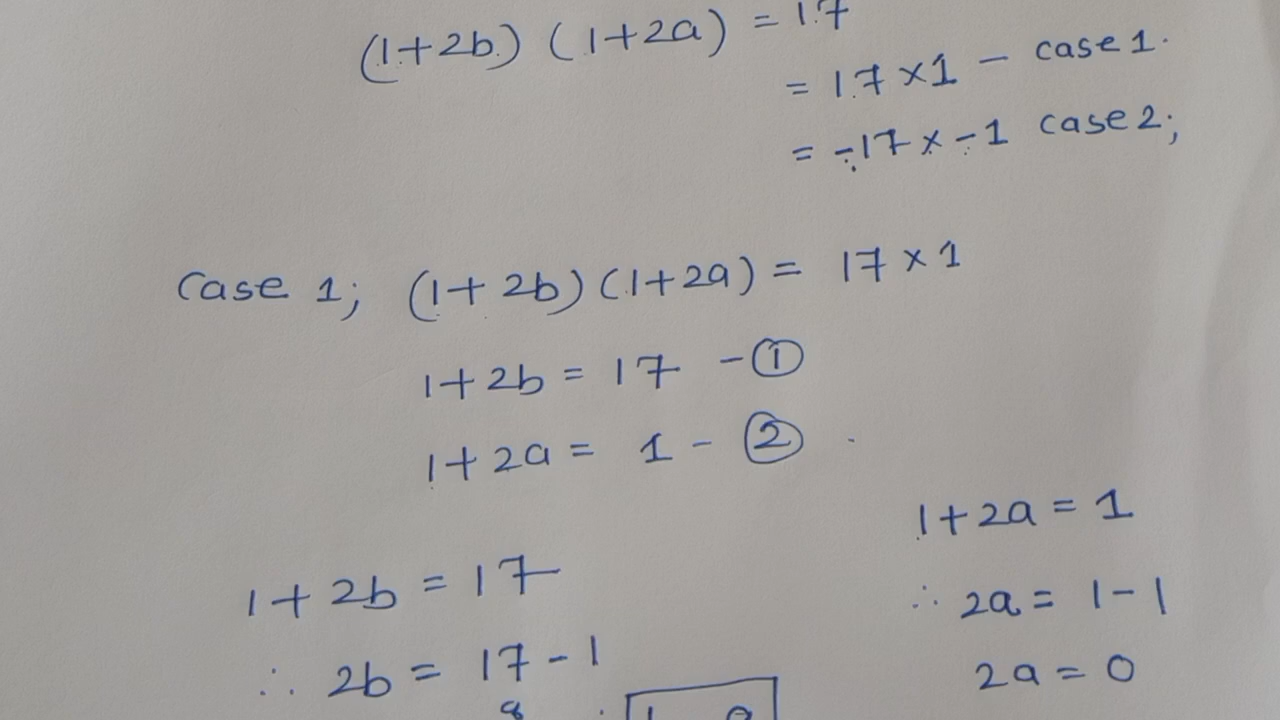 (1+2b) (1+2a) = 17
= 17 × 1 - case 1.
= -17 × -1 case 2;
Case 1; (1+2b)(1+2a) = 17 × 1
1+2b = 17 - ①
1+2a = 1 - ②
1+2a = 1
1+2b = 17
∴ 2a = 1-1
∴ 2b = 17-1
2a = 0
8